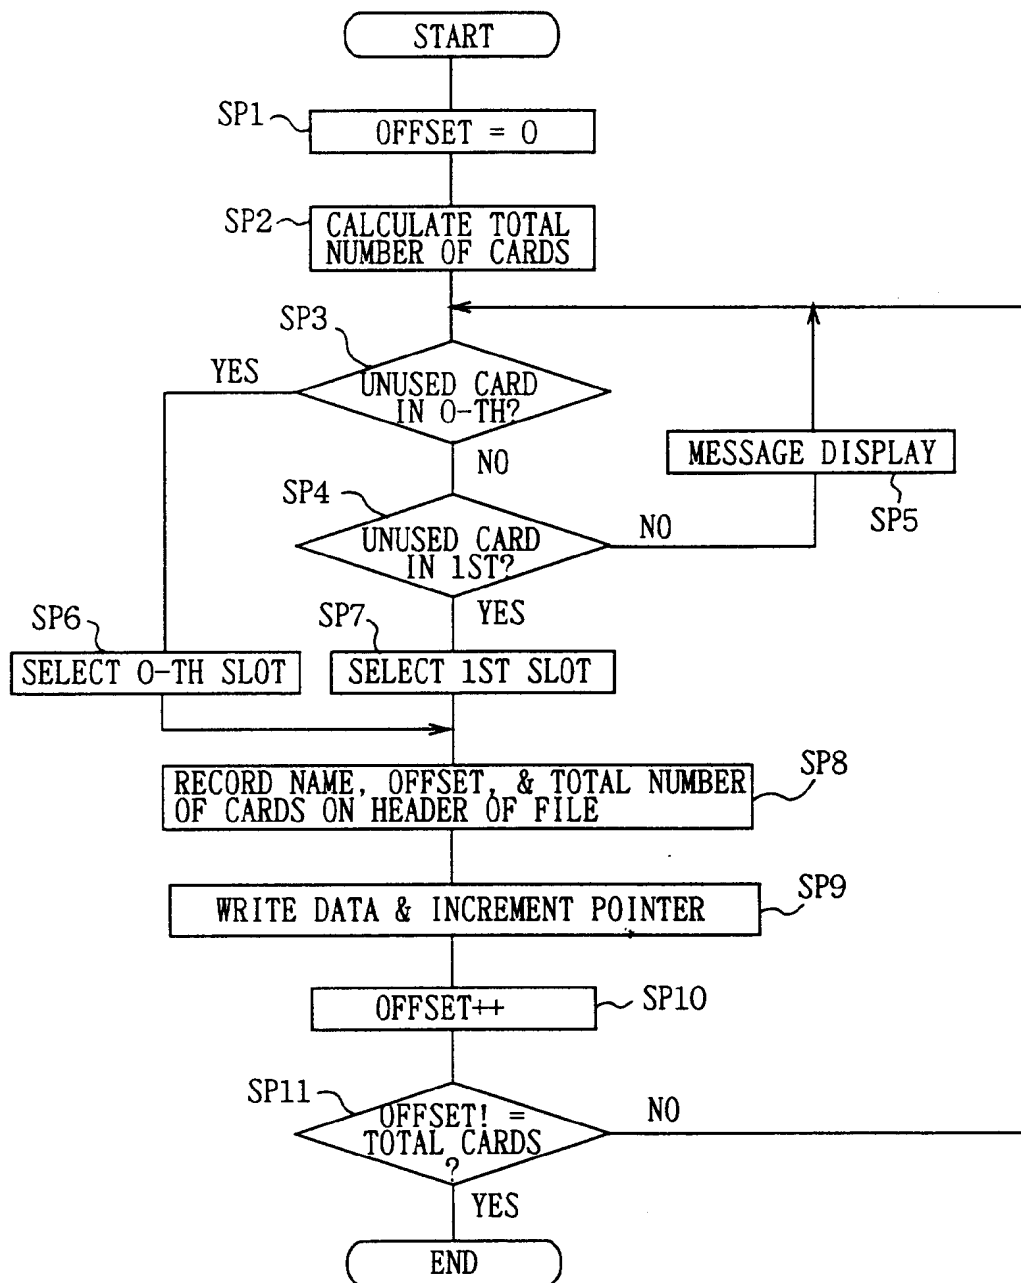 START
SP1
OFFSET = 0
SP2
CALCULATE TOTAL
NUMBER OF CARDS
SP3
YES
UNUSED CARD
IN 0-TH?
NO
MESSAGE DISPLAY
SP5
SP4
UNUSED CARD
IN 1ST?
NO
YES
SP6
SP7
SELECT 0-TH SLOT
SELECT 1ST SLOT
RECORD NAME, OFFSET, & TOTAL NUMBER
OF CARDS ON HEADER OF FILE
SP8
WRITE DATA & INCREMENT POINTER
SP9
OFFSET++
SP10
SP11
OFFSET! =
TOTAL CARDS
?
NO
YES
END